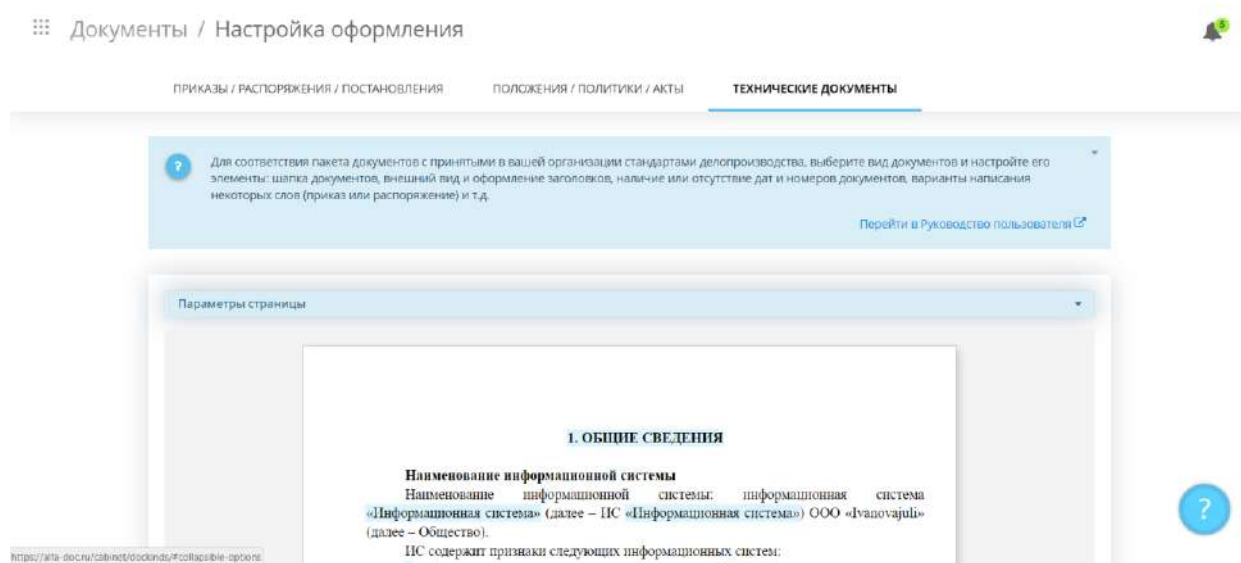 Документы / Настройка оформления
5
ПРИКАЗЫ / РАСПОРЯЖЕНИЯ / ПОСТАНОВЛЕНИЯ
ПОЛОЖЕНИЯ / ПОЛИТИКИ / АКТЫ
ТЕХНИЧЕСКИЕ ДОКУМЕНТЫ
?
Для соответствия пакета документов с принятыми в вашей организации стандартами делопроизводства, выберите вид документов и настройте его
элементы: шапка документов, внешний вид и оформление заголовков, наличие или отсутствие дат и номеров документов, варианты написания
некоторых слов (приказ или распоряжение) и т.д.
Перейти в Руководство пользователя
Параметры страницы
1. ОБЩИЕ СВЕДЕНИЯ
Наименование информационной системы
Наименование информационной системы: информационная система
«Информационная система» (далее – ИС «Информационная система») ООО «Ivanovajuli»
(далее – Общество).
ИС содержит признаки следующих информационных систем:
?
https://alfa-doc.ru/cabinet/dockinds/#collapsible-options